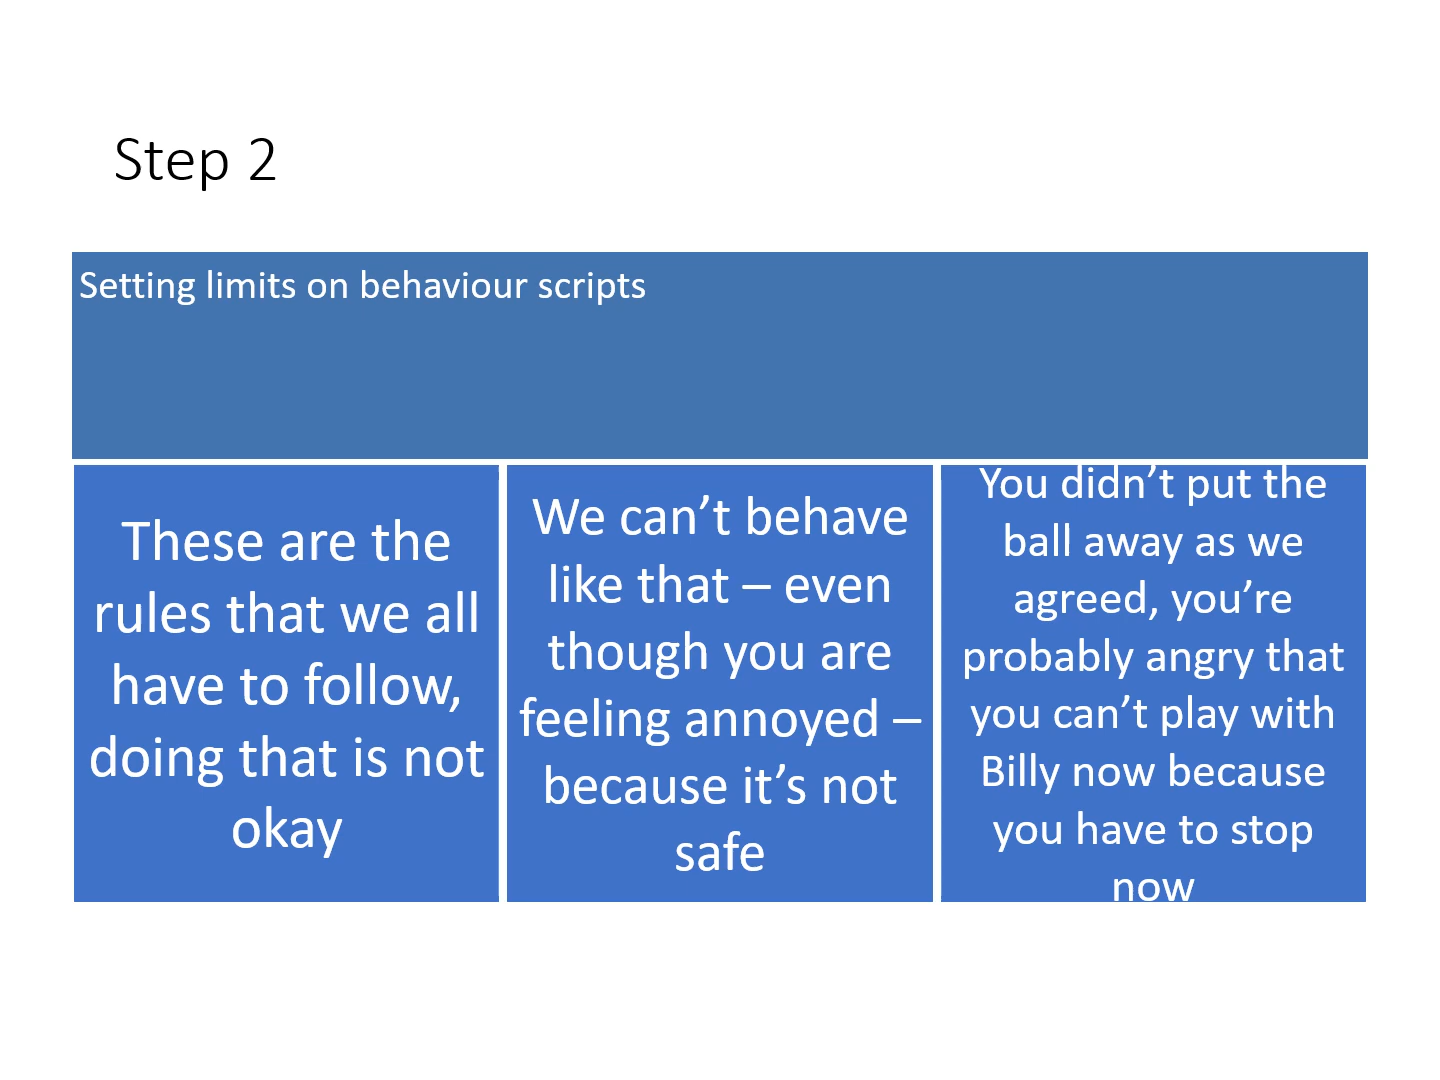 Step 2
Setting limits on behaviour scripts
These are the
rules that we all
have to follow,
doing that is not
okay
We can’t behave
like that – even
though you are
feeling annoyed –
because it’s not
safe
You didn’t put the
ball away as we
agreed, you’re
probably angry that
you can’t play with
Billy now because
you have to stop
now